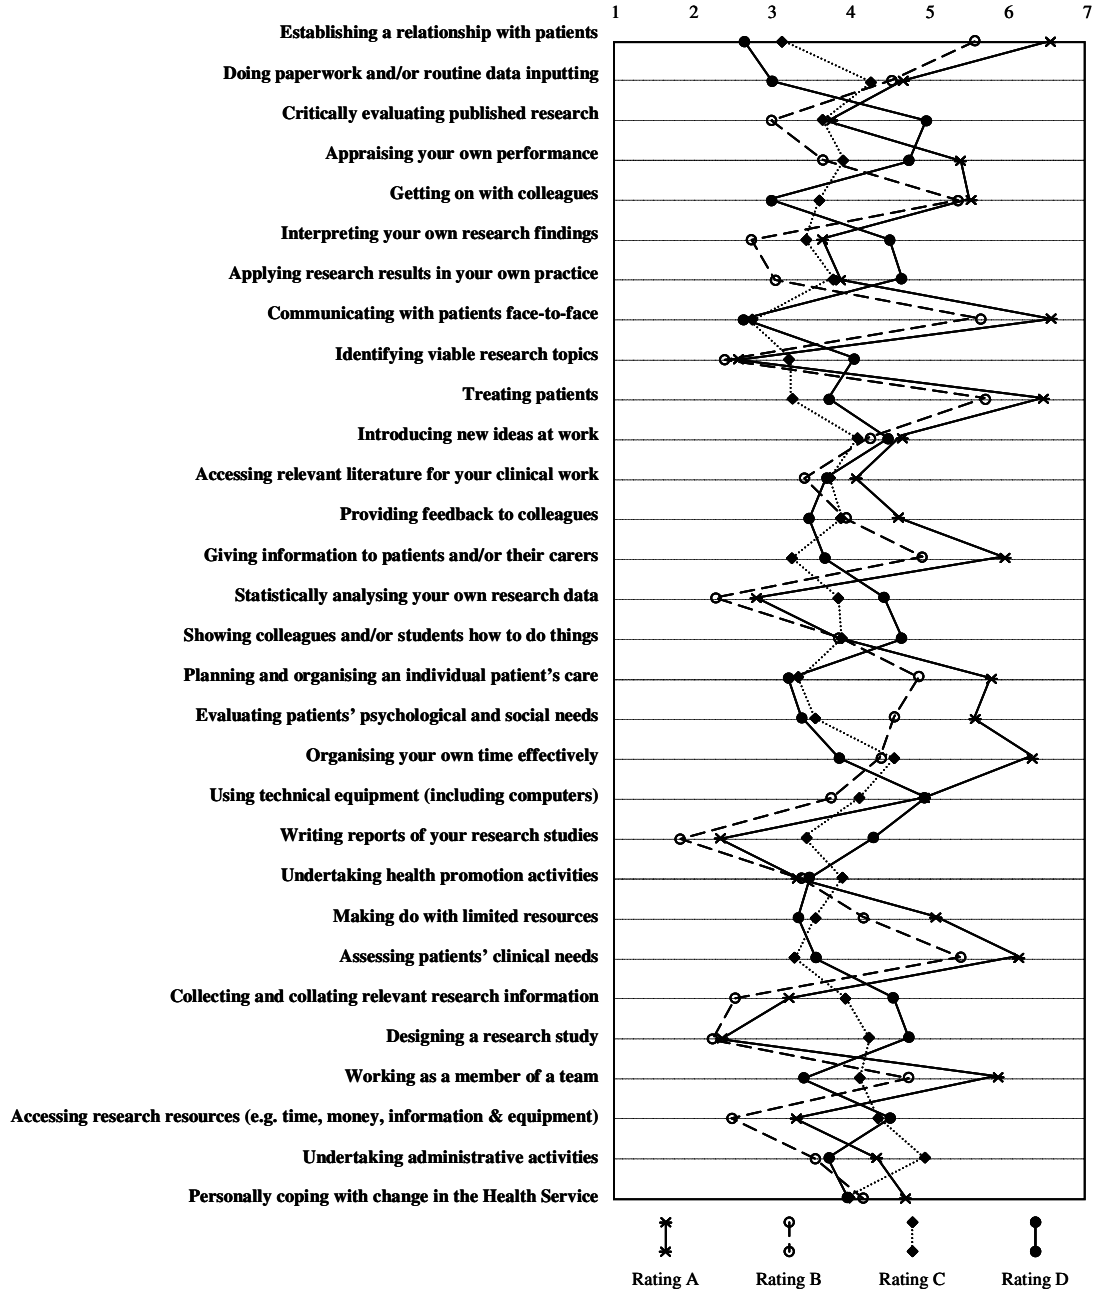 1 2 3 4 5 6 7
Establishing a relationship with patients
Doing paperwork and/or routine data inputting
Critically evaluating published research
Appraising your own performance
Getting on with colleagues
Interpreting your own research findings
Applying research results in your own practice
Communicating with patients face-to-face
Identifying viable research topics
Treating patients
Introducing new ideas at work
Accessing relevant literature for your clinical work
Providing feedback to colleagues
Giving information to patients and/or their carers
Statistically analysing your own research data
Showing colleagues and/or students how to do things
Planning and organising an individual patient’s care
Evaluating patients’ psychological and social needs
Organising your own time effectively
Using technical equipment (including computers)
Writing reports of your research studies
Undertaking health promotion activities
Making do with limited resources
Assessing patients’ clinical needs
Collecting and collating relevant research information
Designing a research study
Working as a member of a team
Accessing research resources (e.g. time, money, information & equipment)
Undertaking administrative activities
Personally coping with change in the Health Service
Rating A Rating B Rating C Rating D